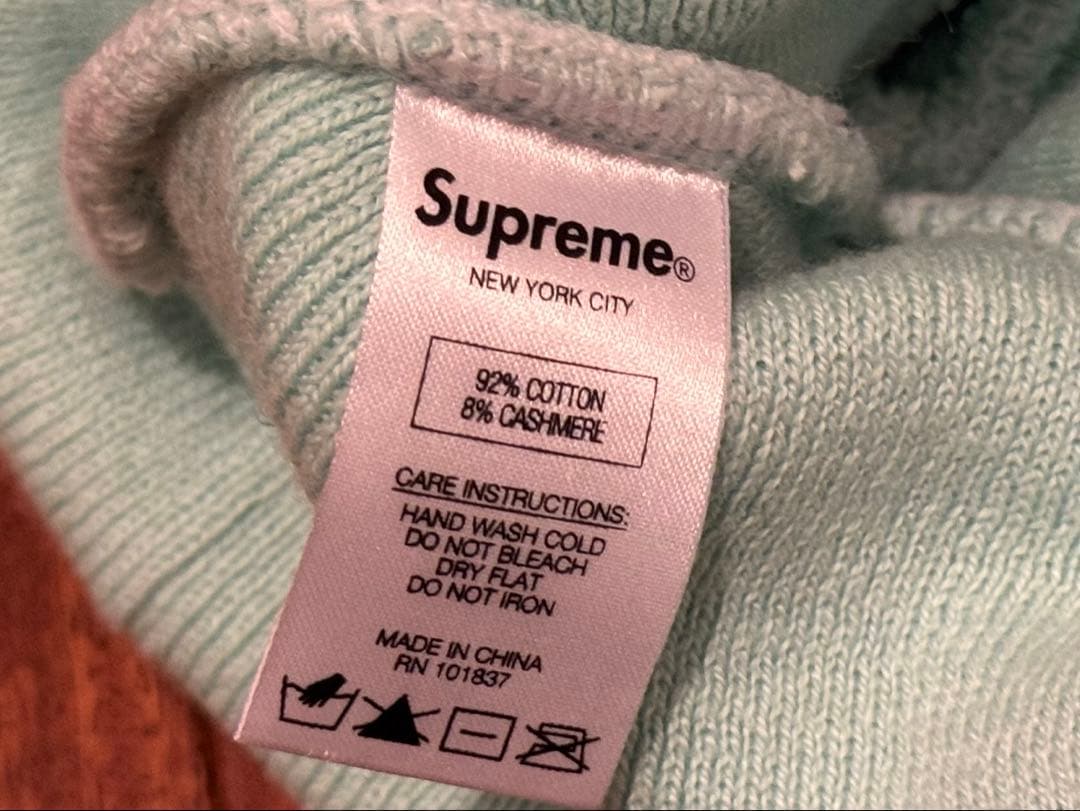 Supreme®
NEW YORK CITY
92% COTTON
8% CASHMERE
CARE INSTRUCTIONS:
HAND WASH COLD
DO NOT BLEACH
DRY FLAT
DO NOT IRON
MADE IN CHINA
RN 101837